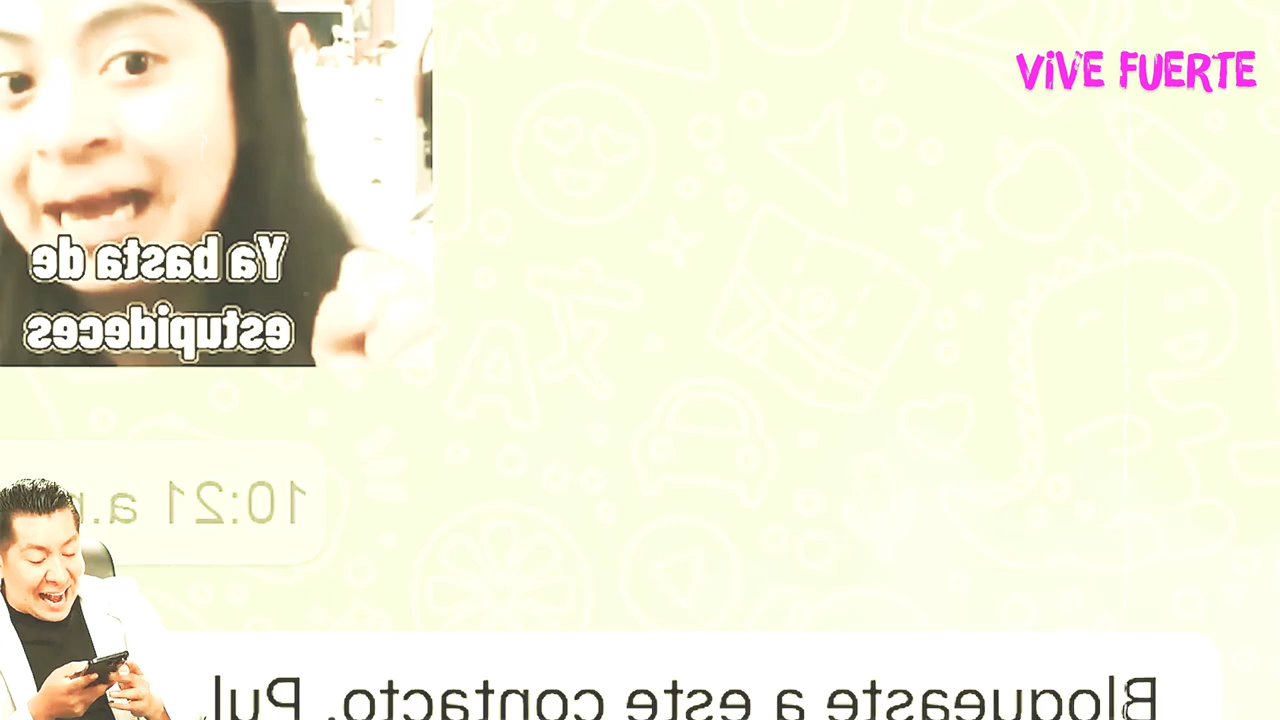 VIVE FUERTE
Ya basta de
estupideces
10:21 a.
Bloqueaste a este contacto. Pul